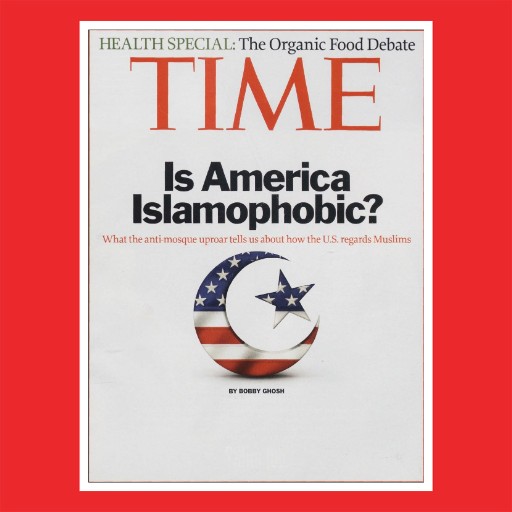 HEALTH SPECIAL: The Organic Food Debate
TIME
Is America
Islamophobic?
What the anti-mosque uproar tells us about how the U.S. regards Muslims
BY BOBBY GHOSH